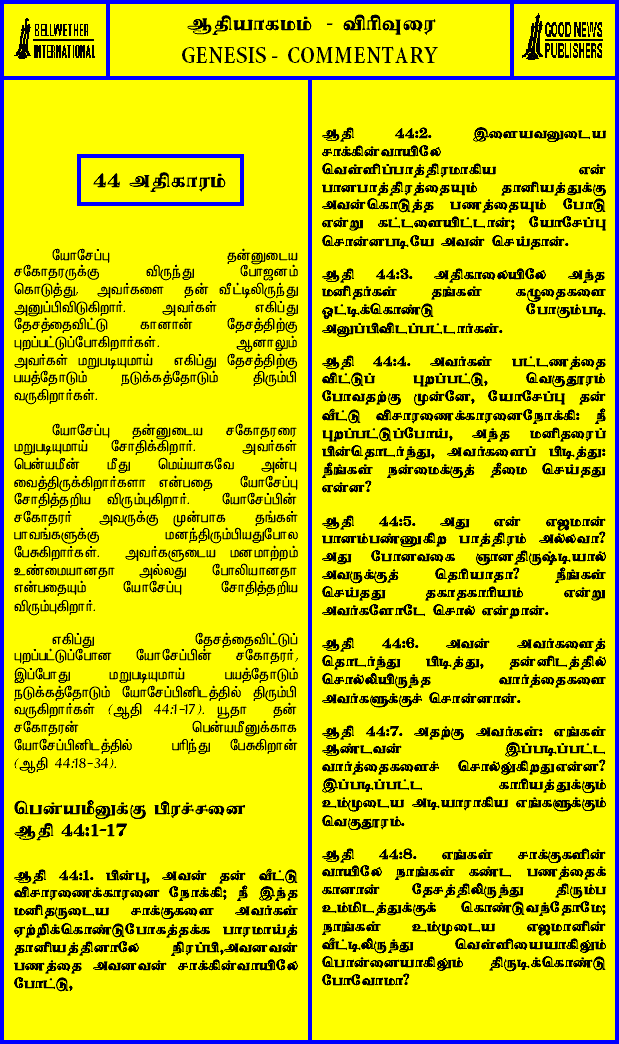 BELLWETHER
INTERNATIONAL
ஆதியாகமம் - விரிவுரை
GENESIS - COMMENTARY
GOOD NEWS
PUBLISHERS
44 அதிகாரம்
யோசேப்பு தன்னுடைய
சகோதரருக்கு விருந்து போஜனம்
கொடுத்து, அவர்களை தன் வீட்டிலிருந்து
அனுப்பிவிடுகிறார். அவர்கள் எகிப்து
தேசத்தைவிட்டு கானான் தேசத்திற்கு
புறப்பட்டுப்போகிறார்கள். ஆனாலும்
அவர்கள் மறுபடியுமாய் எகிப்து தேசத்திற்கு
பயத்தோடும் நடுக்கத்தோடும் திரும்பி
வருகிறார்கள்.
யோசேப்பு தன்னுடைய சகோதரரை
மறுபடியுமாய் சோதிக்கிறார். அவர்கள்
பென்யமீன் மீது மெய்யாகவே அன்பு
வைத்திருக்கிறார்களா என்பதை யோசேப்பு
சோதித்தறிய விரும்புகிறார். யோசேப்பின்
சகோதரர் அவருக்கு முன்பாக தங்கள்
பாவங்களுக்கு மனந்திரும்பியதுபோல
பேசுகிறார்கள். அவர்களுடைய மனமாற்றம்
உண்மையானதா அல்லது போலியானதா
என்பதையும் யோசேப்பு சோதித்தறிய
விரும்புகிறார்.
எகிப்து தேசத்தைவிட்டுப்
புறப்பட்டுப்போன யோசேப்பின் சகோதரர்,
இப்போது மறுபடியுமாய் பயத்தோடும்
நடுக்கத்தோடும் யோசேப்பினிடத்தில் திரும்பி
வருகிறார்கள் (ஆதி 44:1-17). யூதா தன்
சகோதரன் பென்யமீனுக்காக
யோசேப்பினிடத்தில் பரிந்து பேசுகிறான்
(ஆதி 44:18-34).
பென்யமீனுக்கு பிரச்சனை
ஆதி 44:1-17
ஆதி 44:1. பின்பு, அவன் தன் வீட்டு
விசாரணைக்காரனை நோக்கி; நீ இந்த
மனிதருடைய சாக்குகளை அவர்கள்
ஏற்றிக்கொண்டுபோகத்தக்க பாரமாய்த்
தானியத்தினாலே நிரப்பி,அவனவன்
பணத்தை அவனவன் சாக்கின்வாயிலே
போட்டு,
ஆதி 44:2. இளையவனுடைய
சாக்கின்வாயிலே
வெள்ளிப்பாத்திரமாகிய என்
பானபாத்திரத்தையும் தானியத்துக்கு
அவன்கொடுத்த பணத்தையும் போடு
என்று கட்டளையிட்டான்; யோசேப்பு
சொன்னபடியே அவன் செய்தான்.
ஆதி 44:3. அதிகாலையிலே அந்த
மனிதர்கள் தங்கள் கழுதைகளை
ஓட்டிக்கொண்டு போகும்படி
அனுப்பிவிடப்பட்டார்கள்.
ஆதி 44:4. அவர்கள் பட்டணத்தை
விட்டுப் புறப்பட்டு, வெகுதூரம்
போவதற்கு முன்னே, யோசேப்பு தன்
வீட்டு விசாரணைக்காரனைநோக்கி: நீ
புறப்பட்டுப்போய், அந்த மனிதரைப்
பின்தொடர்ந்து, அவர்களைப் பிடித்து:
நீங்கள் நன்மைக்குத் தீமை செய்தது
என்ன?
ஆதி 44:5. அது என் எஜமான்
பானம்பண்ணுகிற பாத்திரம் அல்லவா?
அது போனவகை ஞானதிருஷ்டியால்
அவருக்குத் தெரியாதா? நீங்கள்
செய்தது தகாதகாரியம் என்று
அவர்களோடே சொல் என்றான்.
ஆதி 44:6. அவன் அவர்களைத்
தொடர்ந்து பிடித்து, தன்னிடத்தில்
சொல்லியிருந்த வார்த்தைகளை
அவர்களுக்குச் சொன்னான்.
ஆதி 44:7. அதற்கு அவர்கள்: எங்கள்
ஆண்டவன் இப்படிப்பட்ட
வார்த்தைகளைச் சொல்லுகிறதுஎன்ன?
இப்படிப்பட்ட காரியத்துக்கும்
உம்முடைய அடியாராகிய எங்களுக்கும்
வெகுதூரம்.
ஆதி 44:8. எங்கள் சாக்குகளின்
வாயிலே நாங்கள் கண்ட பணத்தைக்
கானான் தேசத்திலிருந்து திரும்ப
உம்மிடத்துக்குக் கொண்டுவந்தோமே;
நாங்கள் உம்முடைய எஜமானின்
வீட்டிலிருந்து வெள்ளியையாகிலும்
பொன்னையாகிலும் திருடிக்கொண்டு
போவோமா?